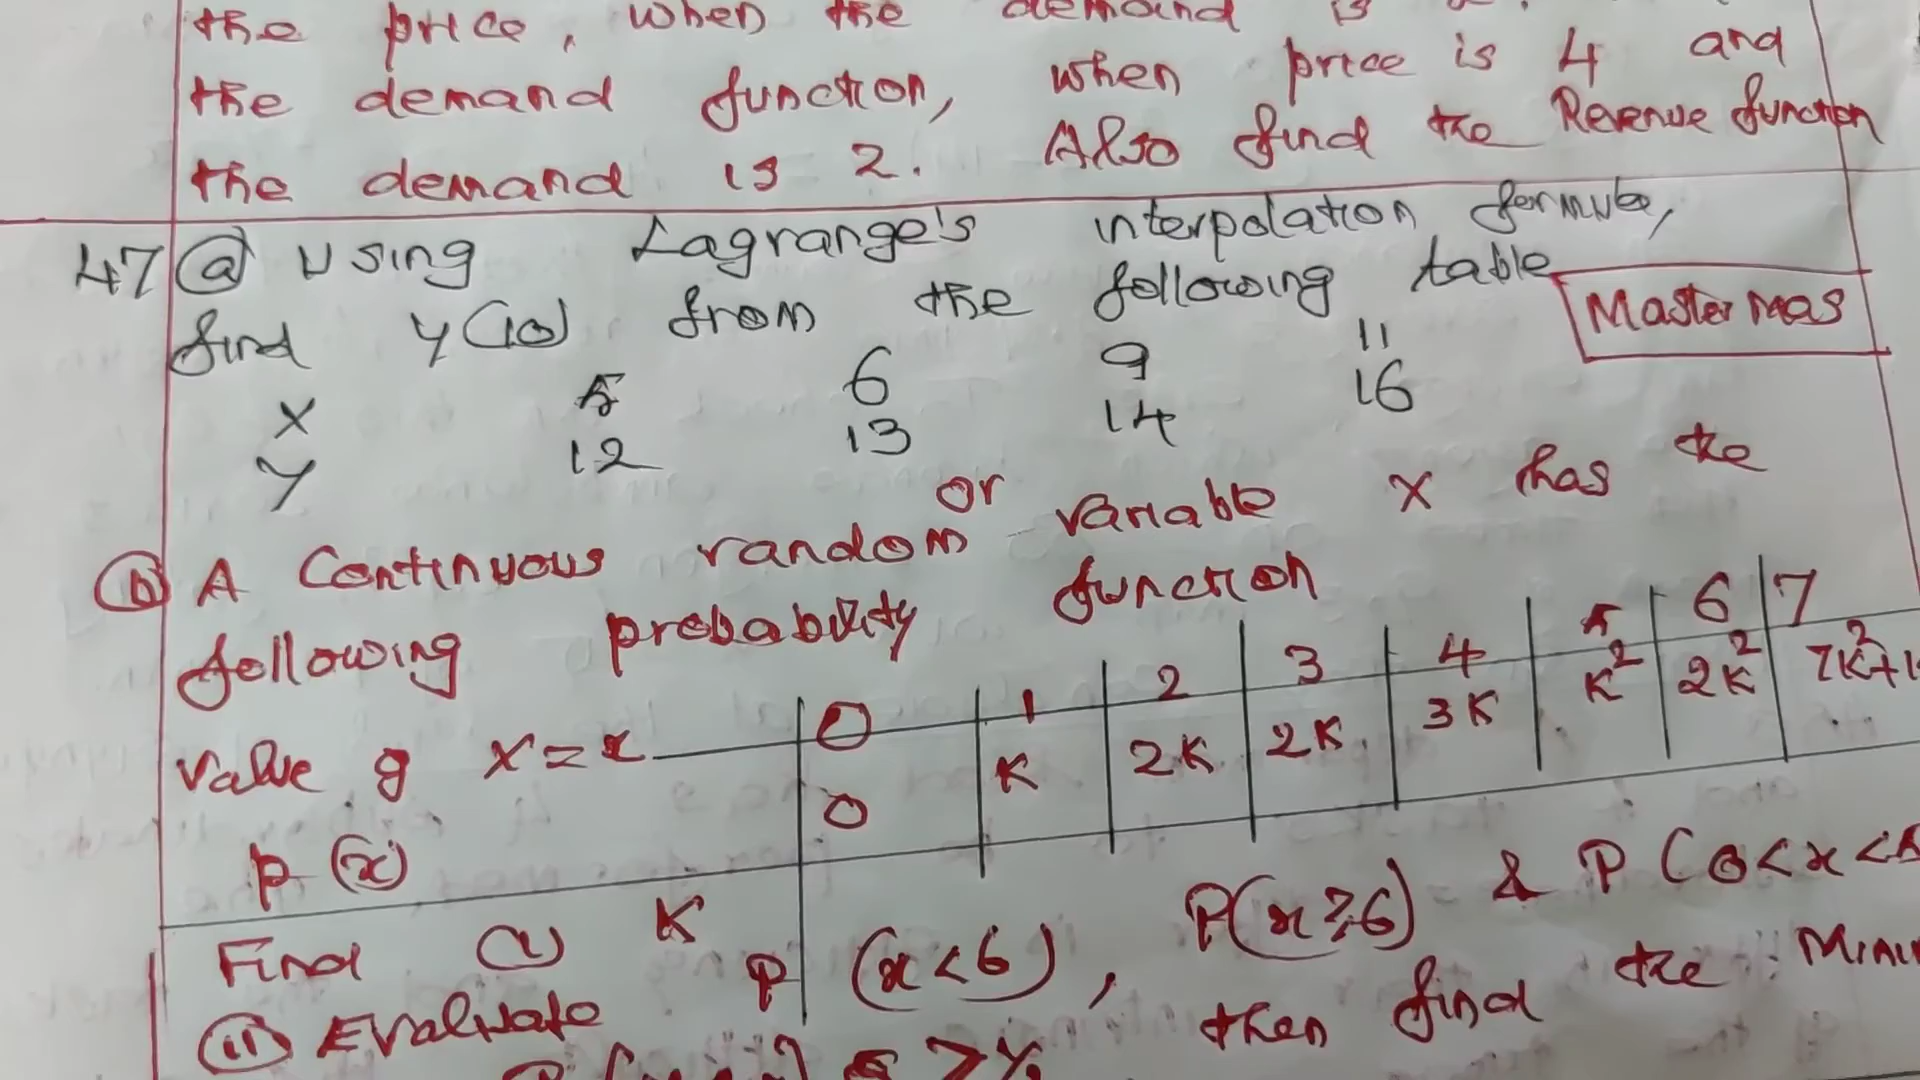 the price, when the demand is
the demand function, when price is 4 and
the demand is 2. Also find the Revenue function
47 (a) Using Lagrange's interpolation formula,
find y(10) from the following table
Master mas
X 5 6 9 11
Y 12 13 14 16
or
(b) A Continuous random variable X has the
following probability function
value of X = x 0 1 2 3 4 5 6 7
p(x) 0 K 2K 2K 3K K² 2K² 7K²+
Find (i) K
(ii) Evaluate P(x<6), P(x≥6) & P(0<x<5
then find the